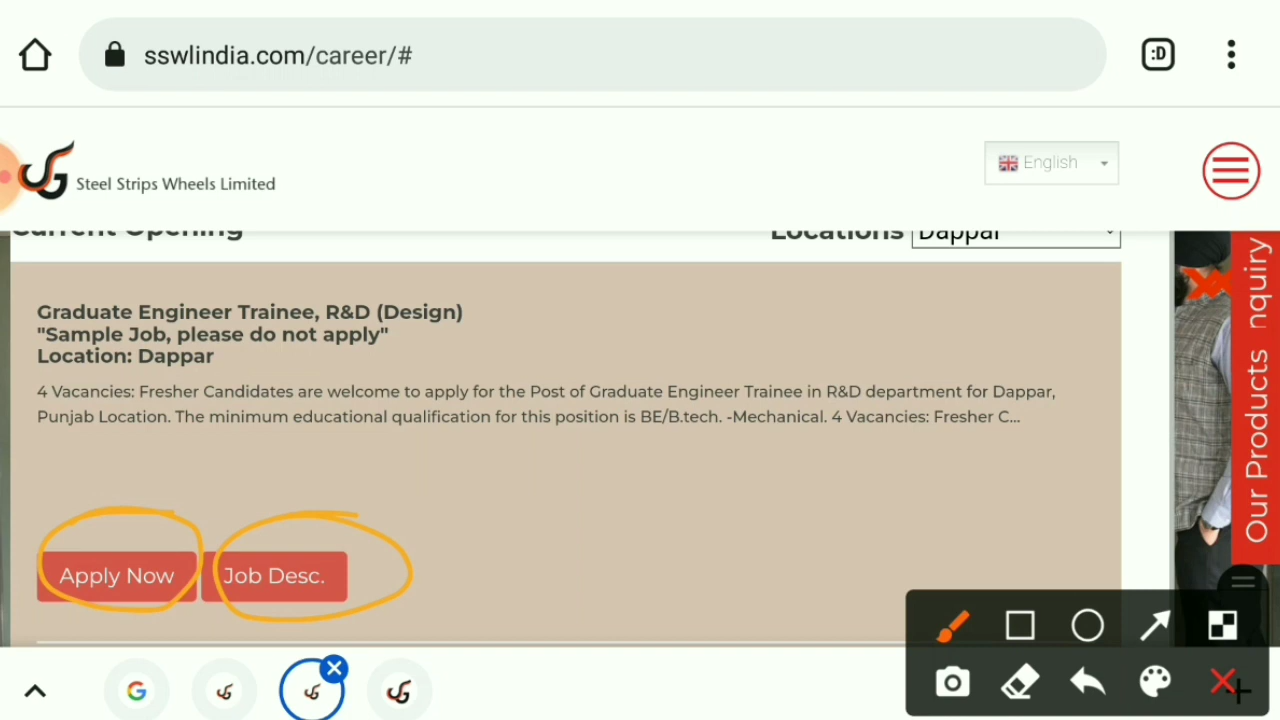 sswlindia.com/career/#
:D
Steel Strips Wheels Limited
English
Current Opening
Locations Dappar
Graduate Engineer Trainee, R&D (Design)
"Sample Job, please do not apply"
Location: Dappar
4 Vacancies: Fresher Candidates are welcome to apply for the Post of Graduate Engineer Trainee in R&D department for Dappar,
Punjab Location. The minimum educational qualification for this position is BE/B.tech. -Mechanical. 4 Vacancies: Fresher C...
Apply Now Job Desc.
Our Products nquiry